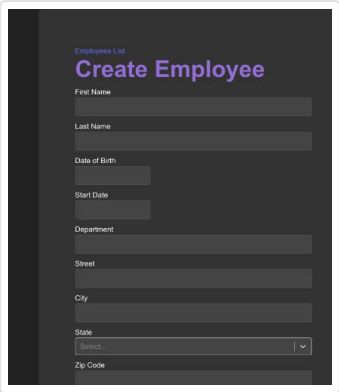 Employees List
Create Employee
First Name
Last Name
Date of Birth
Start Date
Department
Street
City
State
Select...
Zip Code